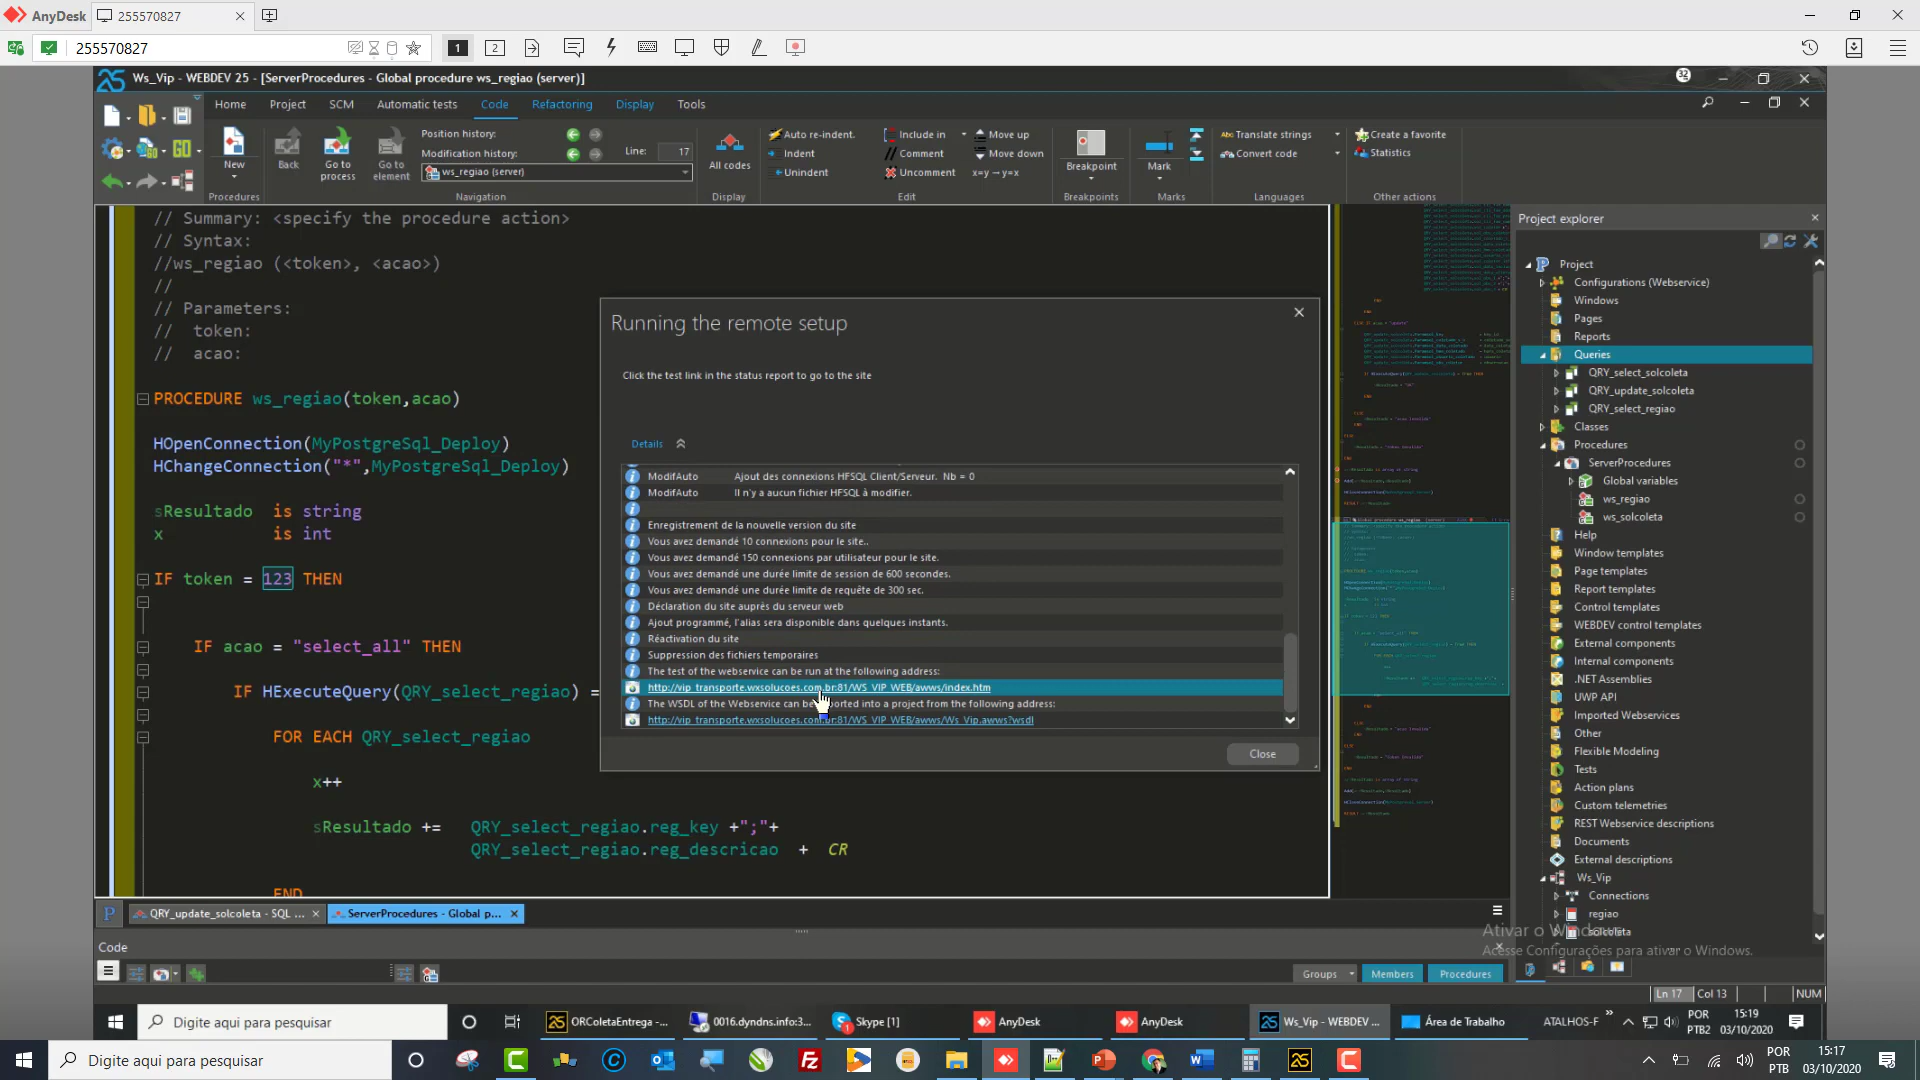 AnyDesk
255570827
255570827
1
2
Ws_Vip - WEBDEV 25 - [ServerProcedures - Global procedure ws_regiao (server)]
32
Home Project SCM Automatic tests Code Refactoring Display Tools
New
Back
Go to process
Go to element
Position history:
Modification history:
Line: 17
ws_regiao (server)
All codes
Auto re-indent.
Indent
Unindent
Include in
Comment
Uncomment
Move up
Move down
x=y→y=x
Breakpoint
Mark
Translate strings
Convert code
Create a favorite
Statistics
Procedures Navigation Display Edit Breakpoints Marks Languages Other actions
// Summary: <specify the procedure action>
// Syntax:
//ws_regiao (<token>, <acao>)
//
// Parameters:
// token:
// acao:
PROCEDURE ws_regiao(token,acao)
HOpenConnection(MyPostgreSql_Deploy)
HChangeConnection("*",MyPostgreSql_Deploy)
sResultado is string
x is int
IF token = 123 THEN
IF acao = "select_all" THEN
IF HExecuteQuery(QRY_select_regiao) =
FOR EACH QRY_select_regiao
x++
sResultado += QRY_select_regiao.reg_key +";"+
QRY_select_regiao.reg_descricao + CR
END
Running the remote setup
Click the test link in the status report to go to the site
Details
ModifAuto Ajout des connexions HFSQL Client/Serveur. Nb = 0
ModifAuto Il n'y a aucun fichier HFSQL à modifier.
Enregistrement de la nouvelle version du site
Vous avez demandé 10 connexions pour le site..
Vous avez demandé 150 connexions par utilisateur pour le site.
Vous avez demandé une durée limite de session de 600 secondes.
Vous avez demandé une durée limite de requête de 300 sec.
Déclaration du site auprès du serveur web
Ajout programmé, l'alias sera disponible dans quelques instants.
Réactivation du site
Suppression des fichiers temporaires
The test of the webservice can be run at the following address:
http://vip_transporte.wxsolucoes.com.br:81/WS_VIP_WEB/awws/index.htm
The WSDL of the Webservice can be imported into a project from the following address:
http://vip_transporte.wxsolucoes.com.br:81/WS_VIP_WEB/awws/Ws_Vip.awws?wsdl
Close
Project explorer
Project
Configurations (Webservice)
Windows
Pages
Reports
Queries
QRY_select_solcoleta
QRY_update_solcoleta
QRY_select_regiao
Classes
Procedures
ServerProcedures
Global variables
ws_regiao
ws_solcoleta
Help
Window templates
Page templates
Report templates
Control templates
WEBDEV control templates
External components
Internal components
.NET Assemblies
UWP API
Imported Webservices
Other
Flexible Modeling
Tests
Action plans
Custom telemetries
REST Webservice descriptions
Documents
External descriptions
Ws_Vip
Connections
regiao
solcoleta
Ativar o Windows
Acesse Configurações para ativar o Windows.
QRY_update_solcoleta - SQL ...
ServerProcedures - Global p...
Code
Groups Members Procedures
Ln 17 Col 13 NUM
Digite aqui para pesquisar
ORColetaEntrega -...
0016.dyndns.info:3...
Skype [1]
AnyDesk
AnyDesk
Ws_Vip - WEBDEV ...
Área de Trabalho
ATALHOS-F
POR
PTB2
15:19
03/10/2020
Digite aqui para pesquisar
POR
PTB
15:17
03/10/2020